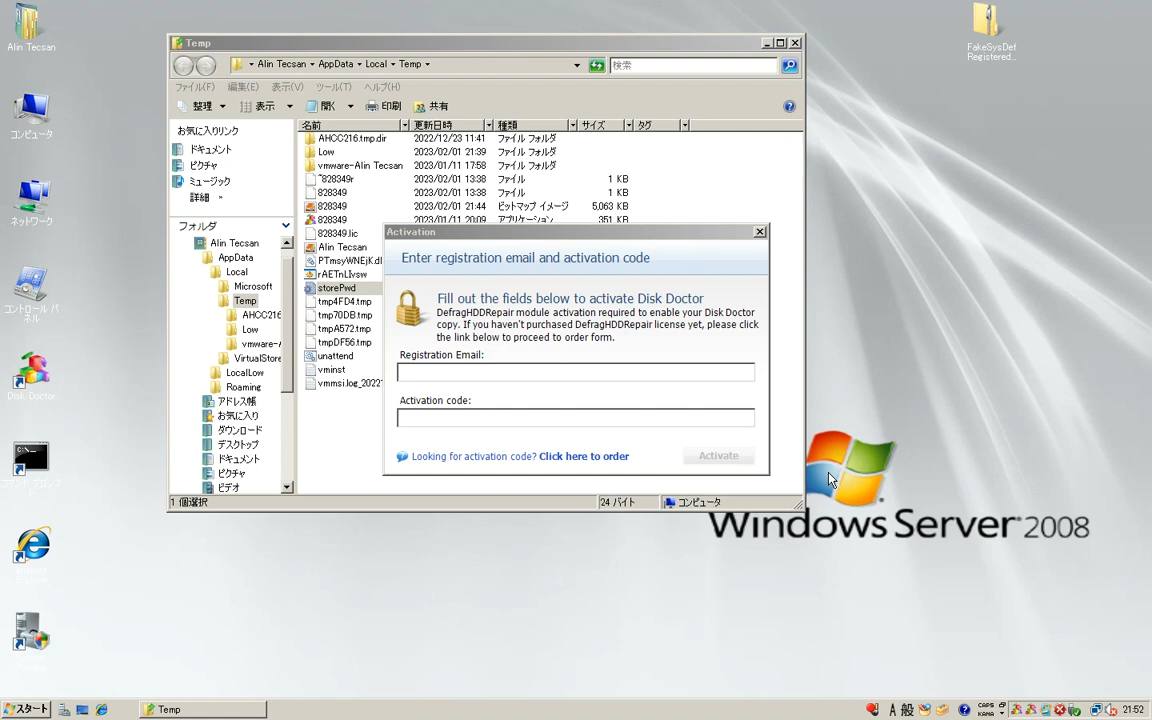 Alin Tecsan
コンピュータ
ネットワーク
コントロール パ
ネル
Disk Doctor
FakeSysDef
Registered...
Temp
Alin Tecsan
AppData
Local
Temp
検索
ファイル(F)
編集(E)
表示(V)
ツール(T)
ヘルプ(H)
整理
表示
開く
印刷
共有
お気に入りリンク
ドキュメント
ピクチャ
ミュージック
詳細 »
フォルダ
Alin Tecsan
AppData
Local
Microsoft
Temp
AHCC216
Low
vmware-A
VirtualStore
LocalLow
Roaming
アドレス帳
お気に入り
ダウンロード
デスクトップ
ドキュメント
ピクチャ
ビデオ
名前 更新日時 種類 サイズ タグ
AHCC216.tmp.dir 2022/12/23 11:41 ファイル フォルダ
Low 2023/02/01 21:39 ファイル フォルダ
vmware-Alin Tecsan 2023/01/11 17:58 ファイル フォルダ
~828349r 2023/02/01 13:38 ファイル 1 KB
828349 2023/02/01 13:38 ファイル 1 KB
828349 2023/02/01 21:44 ビットマップ イメージ 5,063 KB
828349 2023/01/11 20:09 アプリケーション 351 KB
828349.lic
Alin Tecsan
PTmsyWNEjK.dl
rAETnLIvsw
storePwd
tmp4FD4.tmp
tmp70DB.tmp
tmpA572.tmp
tmpDF56.tmp
unattend
vminst
vmmsi.log_2022
Activation
Enter registration email and activation code
Fill out the fields below to activate Disk Doctor
DefragHDDRepair module activation required to enable your Disk Doctor
copy. If you haven't purchased DefragHDDRepair license yet, please click
the link below to proceed to order form.
Registration Email:
Activation code:
Looking for activation code? Click here to order
Activate
1 個選択
24 バイト
コンピュータ
Windows Server 2008
スタート
Temp
A 般
CAPS
KANA
21:52